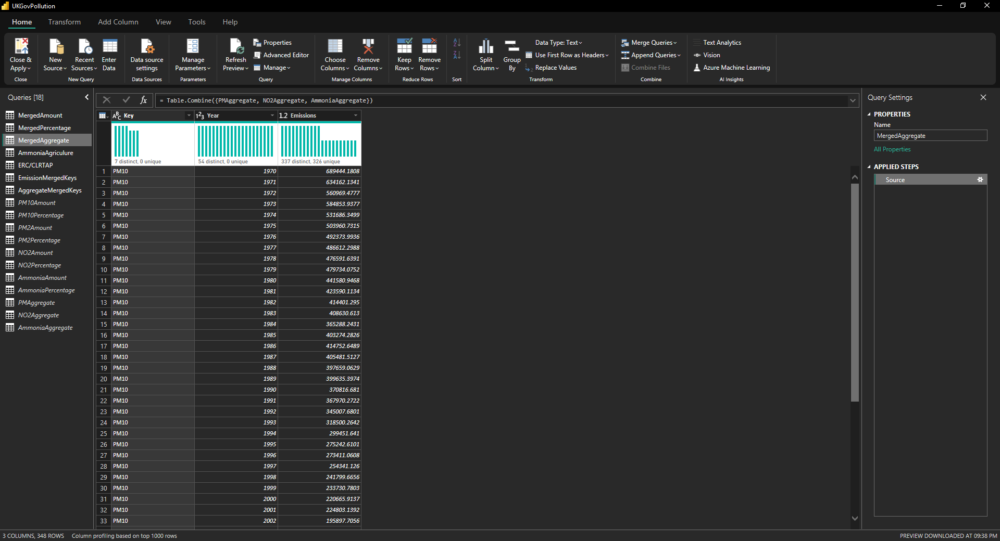 UKGovPollution
Home Transform Add Column View Tools Help
Close & Apply
Close
New Source
Recent Sources
Enter Data
New Query
Data source settings
Data Sources
Manage Parameters
Parameters
Refresh Preview
Properties
Advanced Editor
Manage
Query
Choose Columns
Remove Columns
Manage Columns
Keep Rows
Remove Rows
Reduce Rows
Sort
Split Column
Group By
Data Type: Text
Use First Row as Headers
Replace Values
Transform
Merge Queries
Append Queries
Combine Files
Combine
Text Analytics
Vision
Azure Machine Learning
AI Insights
Queries [18]
MergedAmount
MergedPercentage
MergedAggregate
AmmoniaAgriculure
ERC/CLRTAP
EmissionMergedKeys
AggregateMergedKeys
PM10Amount
PM10Percentage
PM2Amount
PM2Percentage
NO2Amount
NO2Percentage
AmmoniaAmount
AmmoniaPercentage
PMAggregate
NO2Aggregate
AmmoniaAggregate
fx = Table.Combine({PMAggregate, NO2Aggregate, AmmoniaAggregate})
ABC Key 123 Year 1.2 Emissions
7 distinct, 0 unique 54 distinct, 0 unique 337 distinct, 326 unique
1 PM10 1970 689444.1808
2 PM10 1971 634162.1341
3 PM10 1972 560969.4777
4 PM10 1973 584853.9377
5 PM10 1974 531686.3499
6 PM10 1975 503960.7315
7 PM10 1976 492373.9936
8 PM10 1977 486612.2988
9 PM10 1978 476591.6391
10 PM10 1979 479734.0752
11 PM10 1980 441580.9468
12 PM10 1981 423590.1134
13 PM10 1982 414401.295
14 PM10 1983 408630.613
15 PM10 1984 365288.2431
16 PM10 1985 403274.2826
17 PM10 1986 414752.6489
18 PM10 1987 405481.5127
19 PM10 1988 397659.0629
20 PM10 1989 399635.3974
21 PM10 1990 370816.681
22 PM10 1991 367970.2722
23 PM10 1992 345007.6801
24 PM10 1993 318500.2642
25 PM10 1994 299451.641
26 PM10 1995 275242.6101
27 PM10 1996 273411.0608
28 PM10 1997 254341.126
29 PM10 1998 241799.6656
30 PM10 1999 233730.7803
31 PM10 2000 220665.9137
32 PM10 2001 224803.1392
33 PM10 2002 195897.7056
Query Settings
PROPERTIES
Name
MergedAggregate
All Properties
APPLIED STEPS
Source
3 COLUMNS, 348 ROWS Column profiling based on top 1000 rows
PREVIEW DOWNLOADED AT 09:38 PM